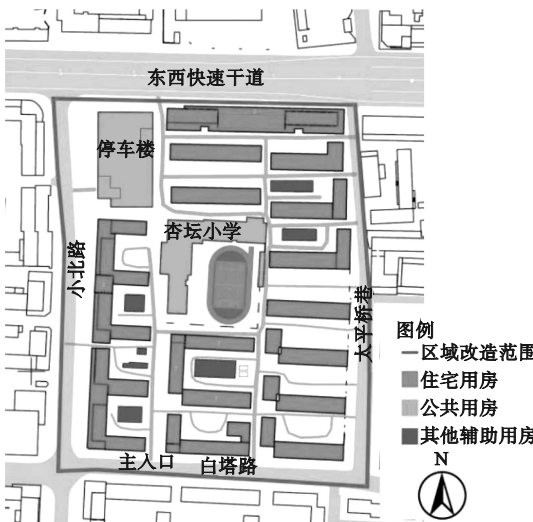 东西快速干道
停车楼
杏坛小学
小北路
太平桥巷
主入口
白塔路
图例
区域改造范围
住宅用房
公共用房
其他辅助用房
N